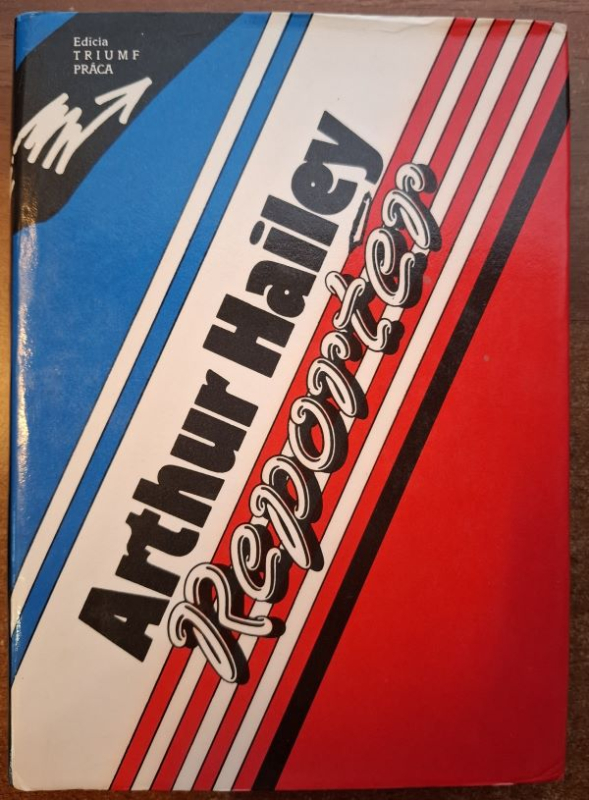 Edícia
TRIUMF
PRÁCA
Arthur Hailey
Reportér